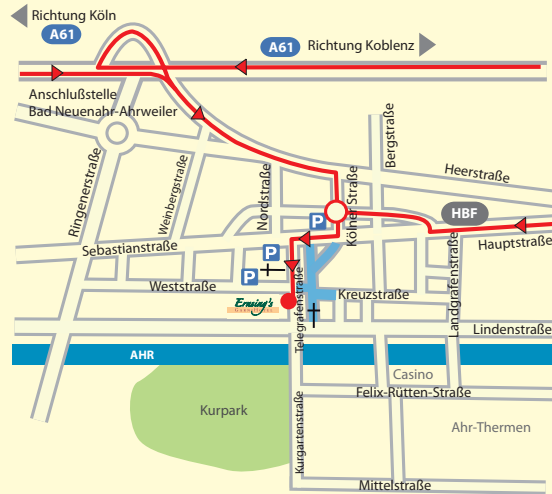 Richtung Köln
A61
A61
Richtung Koblenz
Anschlußstelle
Bad Neuenahr-Ahrweiler
Ringenerstraße
Weinbergstraße
Nordstraße
Kölner Straße
Bergstraße
Heerstraße
HBF
Hauptstraße
P
P
P
Sebastianstraße
Weststraße
Ernsing's
Telegrafenstraße
Kreuzstraße
Landgrafenstraße
Lindenstraße
AHR
Casino
Felix-Rütten-Straße
Kurpark
Kurgartenstraße
Ahr-Thermen
Mittelstraße